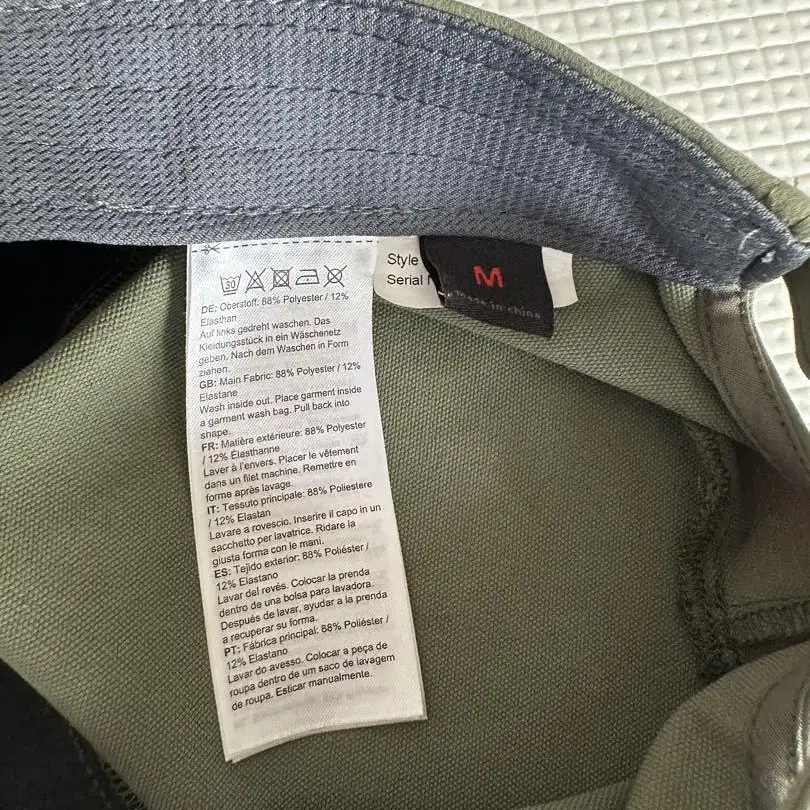 30
DE: Oberstoff: 88% Polyester / 12%
Elasthan
Auf links gedreht waschen. Das
Kleidungsstück in ein Wäschenetz
geben. Nach dem Waschen in Form
ziehen.
GB: Main Fabric: 88% Polyester / 12%
Elastane
Wash inside out. Place garment inside
a garment wash bag. Pull back into
shape.
FR: Matière extérieure: 88% Polyester
/ 12% Élasthanne
Laver à l'envers. Placer le vêtement
dans un filet machine. Remettre en
forme après lavage.
IT: Tessuto principale: 88% Poliestere
/ 12% Elastan
Lavare a rovescio. Inserire il capo in un
sacchetto per lavatrice. Ridare la
giusta forma con le mani.
ES: Tejido exterior: 88% Poliéster /
12% Elastano
Lavar del revés. Colocar la prenda
dentro de una bolsa para lavadora.
Después de lavar, ayudar a la prenda
a recuperar su forma.
PT: Fábrica principal: 88% Poliéster /
12% Elastano
Lavar do avesso. Colocar a peça de
roupa dentro de um saco de lavagem
de roupa. Esticar manualmente.
Style
Serial
M
made in china